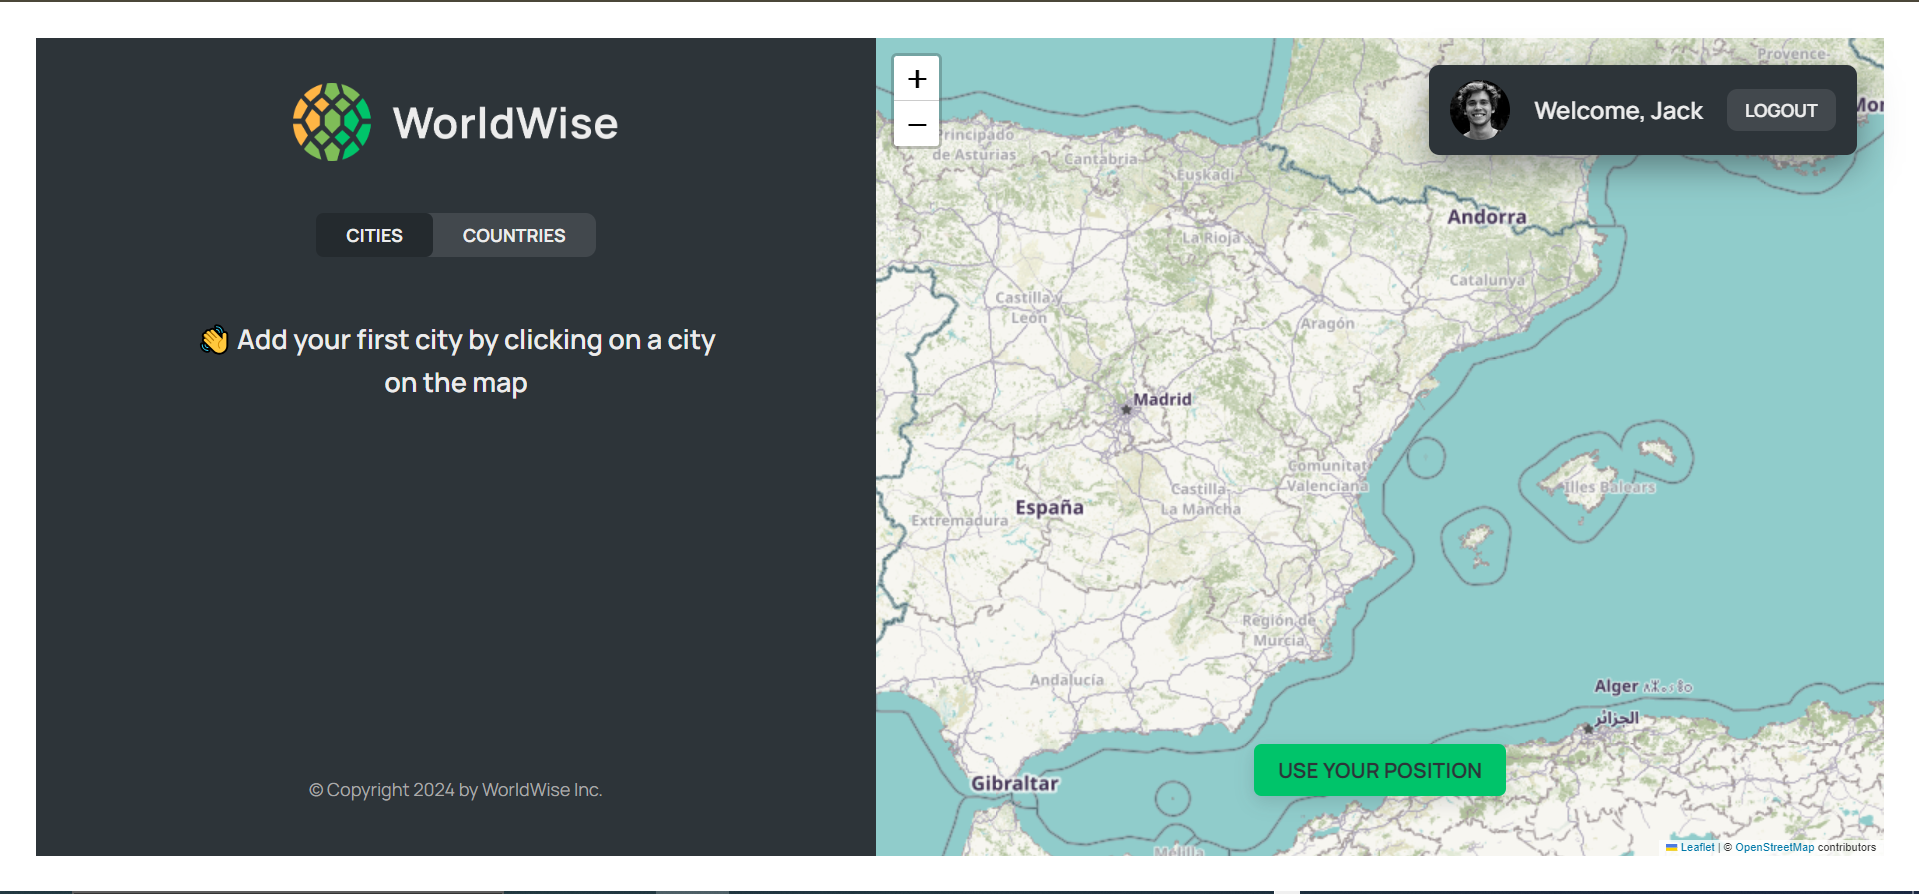 WorldWise
CITIES
COUNTRIES
👋 Add your first city by clicking on a city
on the map
© Copyright 2024 by WorldWise Inc.
+
−
Welcome, Jack
LOGOUT
Provence-
Principado
de Asturias
Cantabria
Euskadi
Andorra
La Rioja
Catalunya
Castilla y
León
Aragón
Madrid
Comunitat
Valenciana
Castilla-
La Mancha
Illes Balears
España
Extremadura
Región de
Murcia
Andalucía
Alger
الجزائر
Gibraltar
Melilla
USE YOUR POSITION
Leaflet | © OpenStreetMap contributors